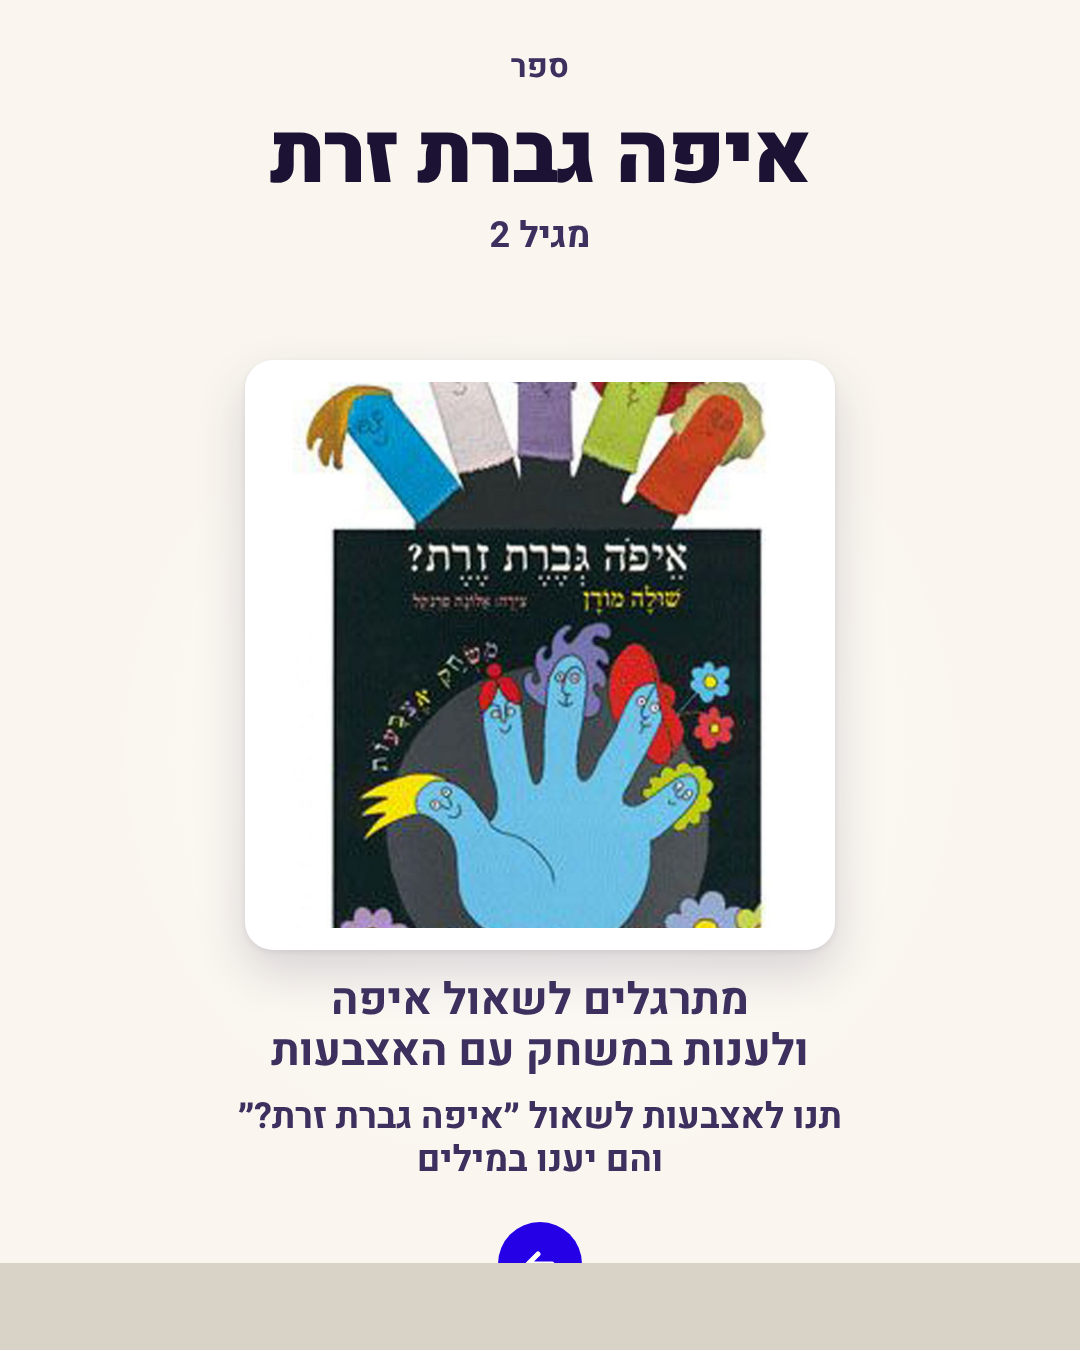 ספר
איפה גברת זרת
מגיל 2
אֵיפֹה גְּבֶרֶת זֶרֶת?
שׁוּלָה מוֹדָן
צִיְּרָה: אֲלוֹנָה פְרַנְקֶל
מִשְׂחַק אֶצְבָּעוֹת
מתרגלים לשאול איפה
ולענות במשחק עם האצבעות
תנו לאצבעות לשאול ״איפה גברת זרת?״
והם יענו במילים